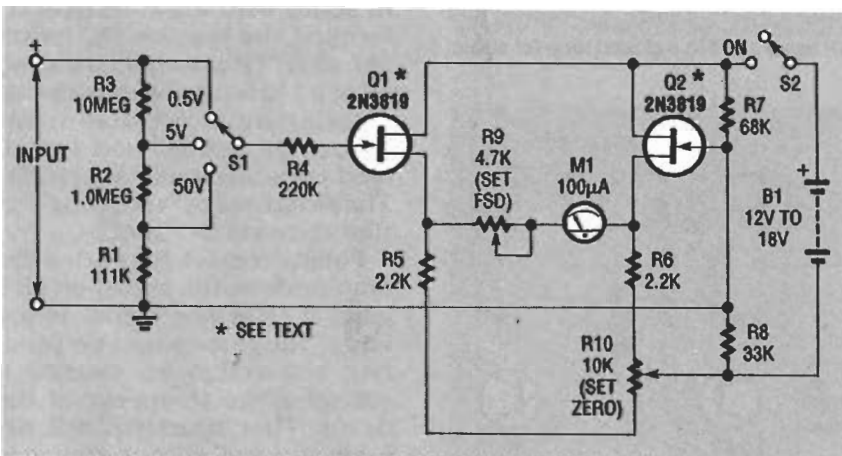 +
R3
10MEG
0.5V
5V
INPUT
R2
1.0MEG
50V
S1
R1
111K
R4
220K
Q1 *
2N3819
R9
4.7K
(SET
FSD)
M1
100µA
R5
2.2K
R6
2.2K
Q2 *
2N3819
ON
S2
R7
68K
+
B1
12V TO
18V
R8
33K
R10
10K
(SET
ZERO)
* SEE TEXT